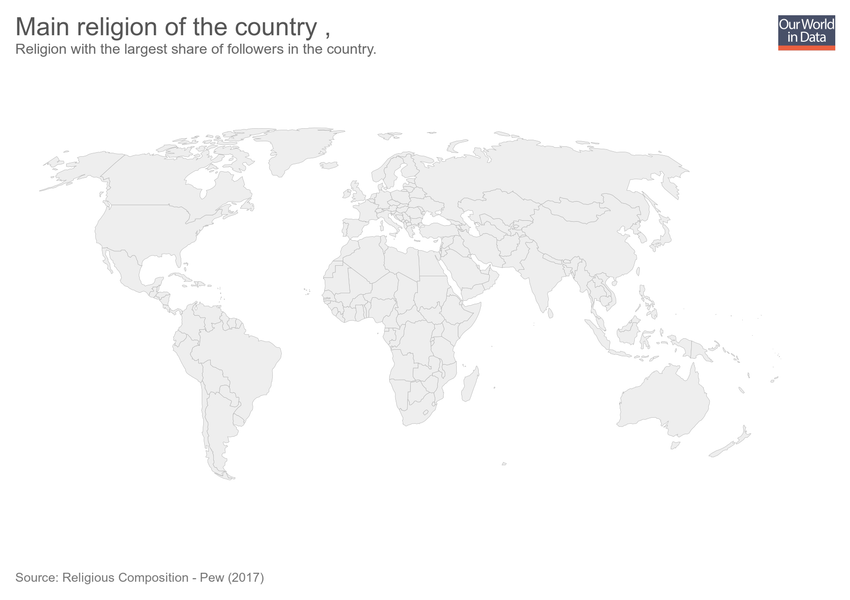 Main religion of the country ,
Religion with the largest share of followers in the country.
Our World
in Data
Source: Religious Composition - Pew (2017)